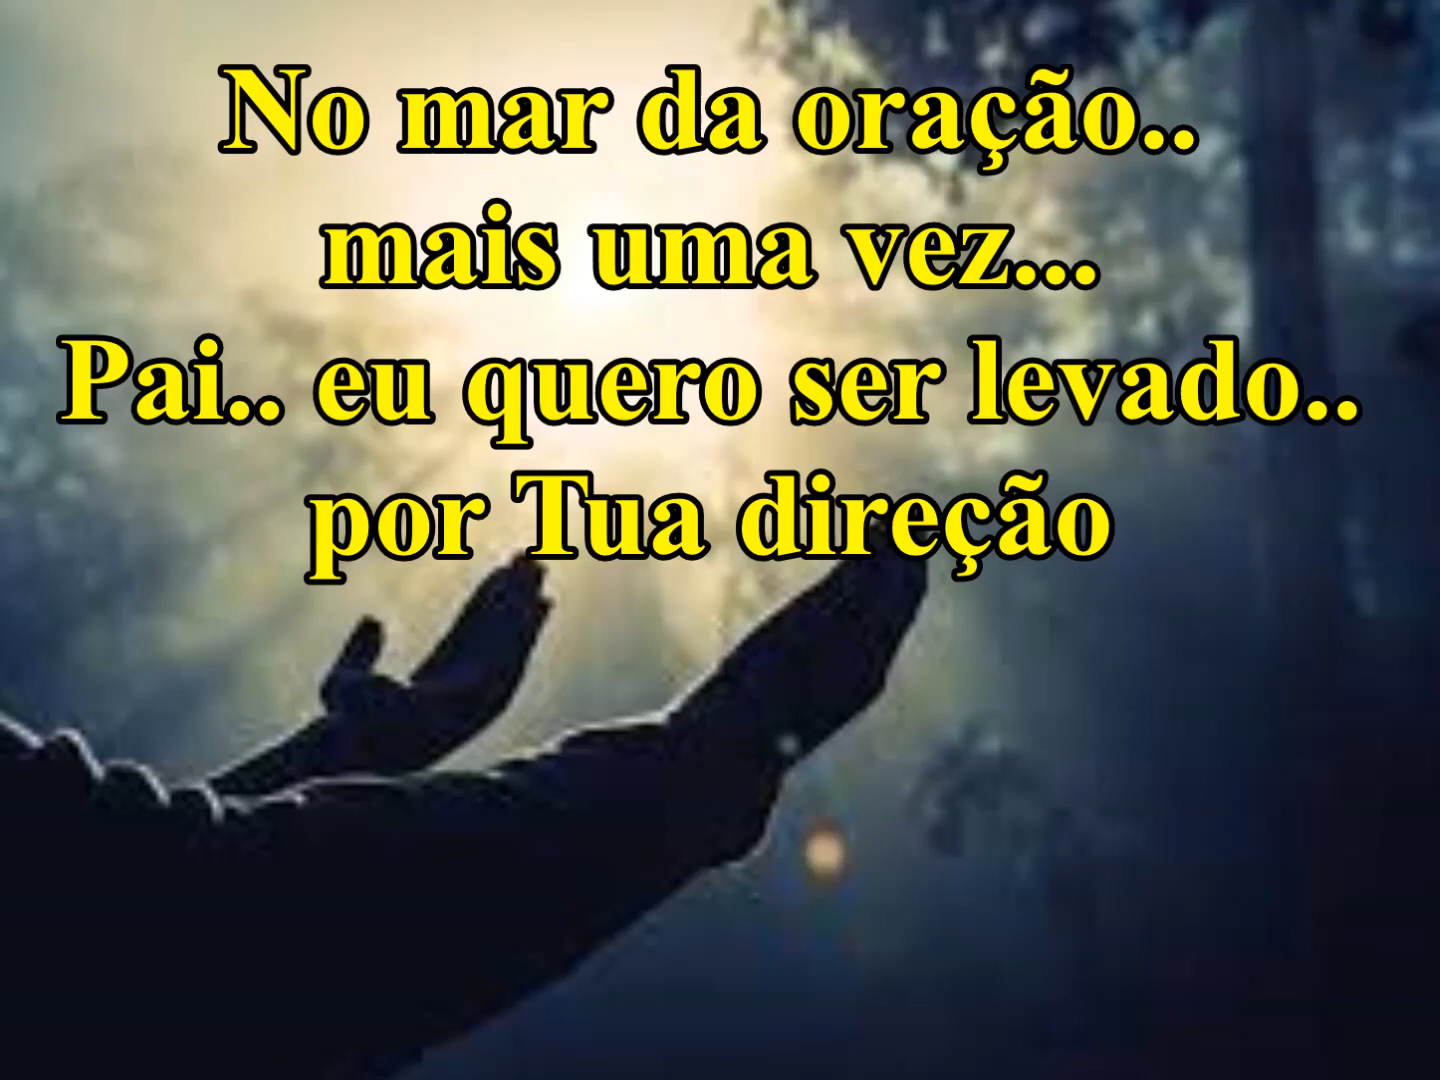 No mar da oração..
mais uma vez...
Pai.. eu quero ser levado..
por Tua direção